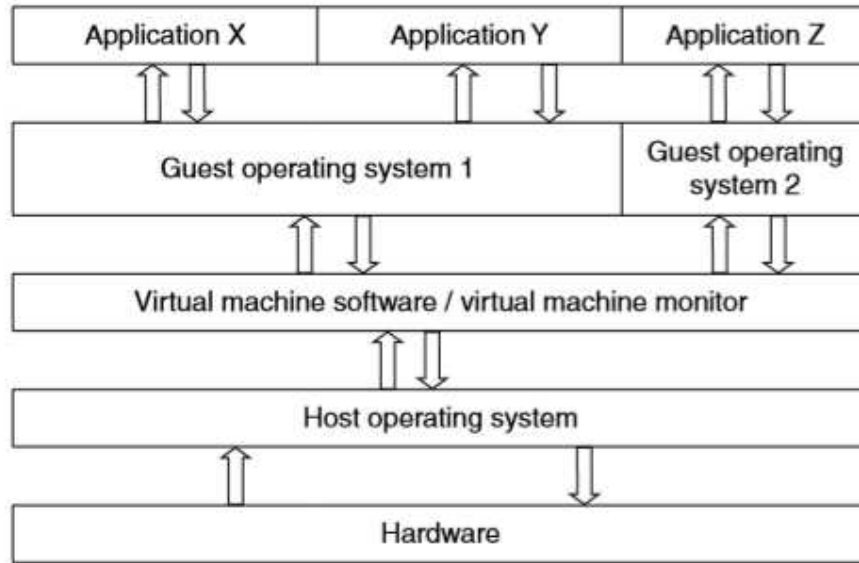 Application X
Application Y
Application Z
Guest operating system 1
Guest operating
system 2
Virtual machine software / virtual machine monitor
Host operating system
Hardware